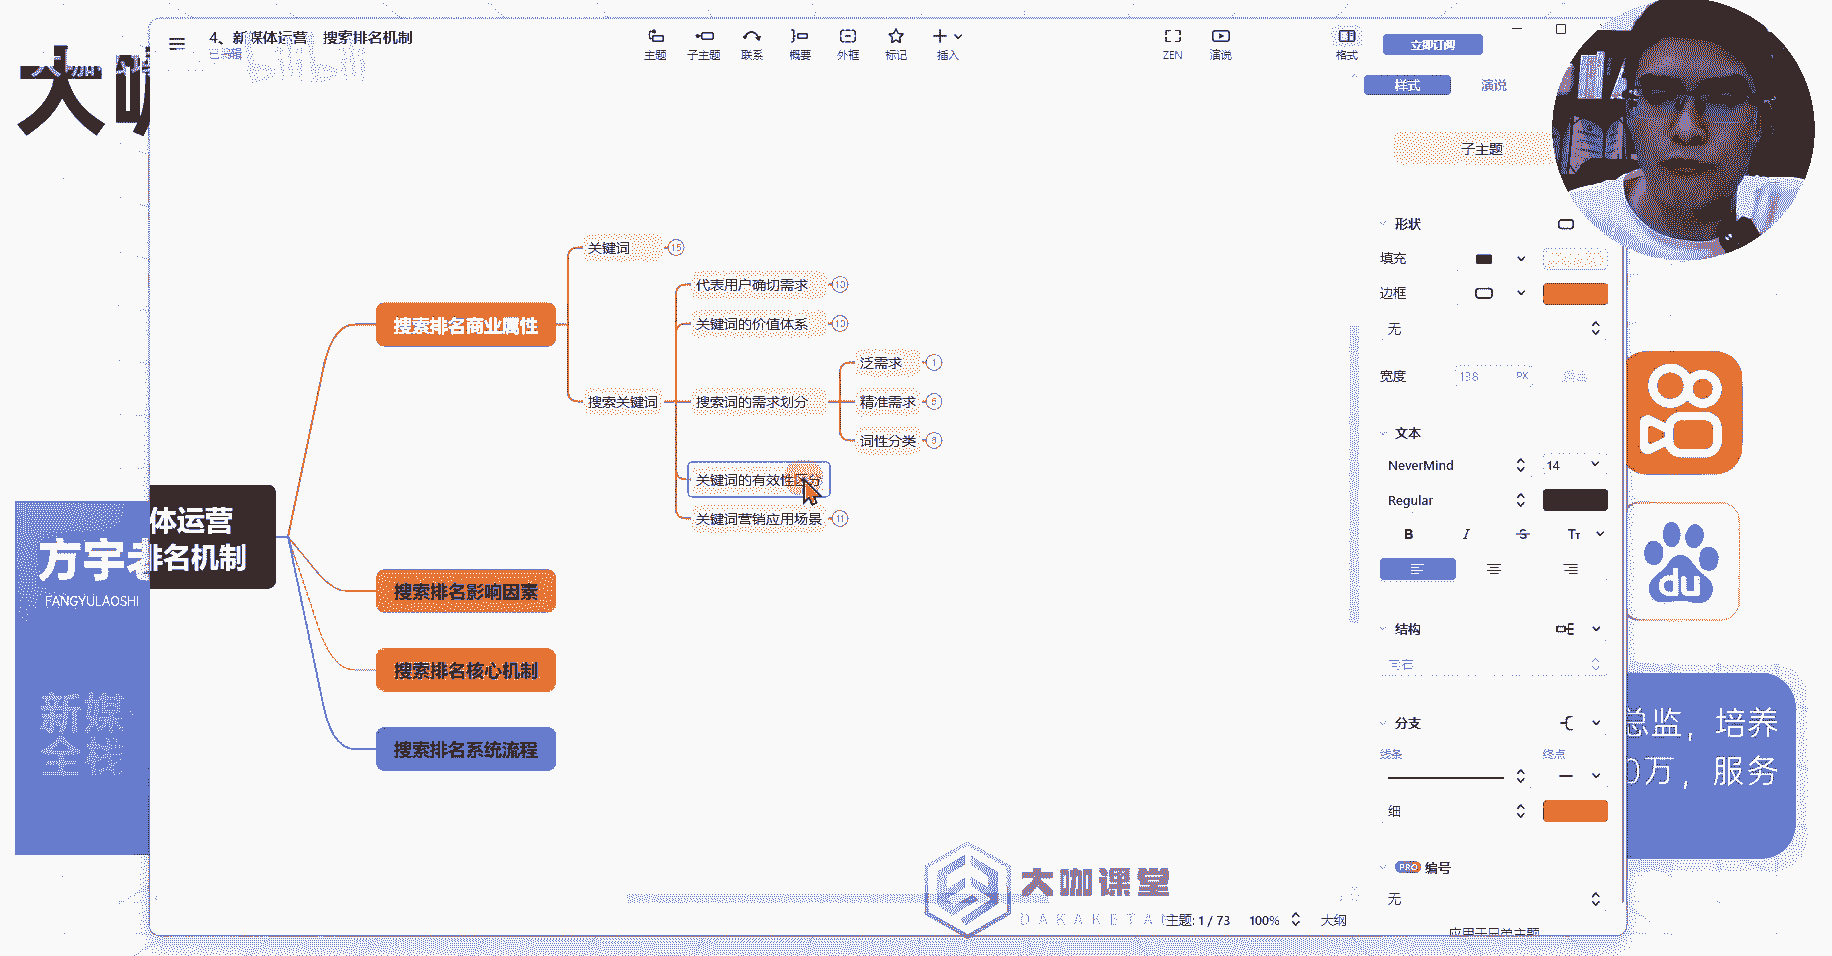 大咖
4、新媒体运营 搜索排名机制
已编辑
bilibili
主题
子主题
联系
概要
外框
标记
插入
ZEN
演说
格式
立即订阅
样式
演说
子主题
形状
填充
边框
无
宽度
138
PX
文本
NeverMind
14
Regular
B
I
S
Tт
结构
向右
分支
线条
终点
细
PRO 编号
无
应用于兄弟主题
体运营
排名机制
搜索排名商业属性
关键词
15
搜索关键词
代表用户确切需求
10
关键词的价值体系
13
搜索词的需求划分
泛需求
1
精准需求
词性分类
关键词的有效性区分
关键词营销应用场景
11
搜索排名影响因素
搜索排名核心机制
搜索排名系统流程
方宇老
FANGYULAOSHI
新媒
全栈
du
总监，培养
0万，服务
大咖课堂
DAKAKETA
主题: 1 / 73
100%
大纲